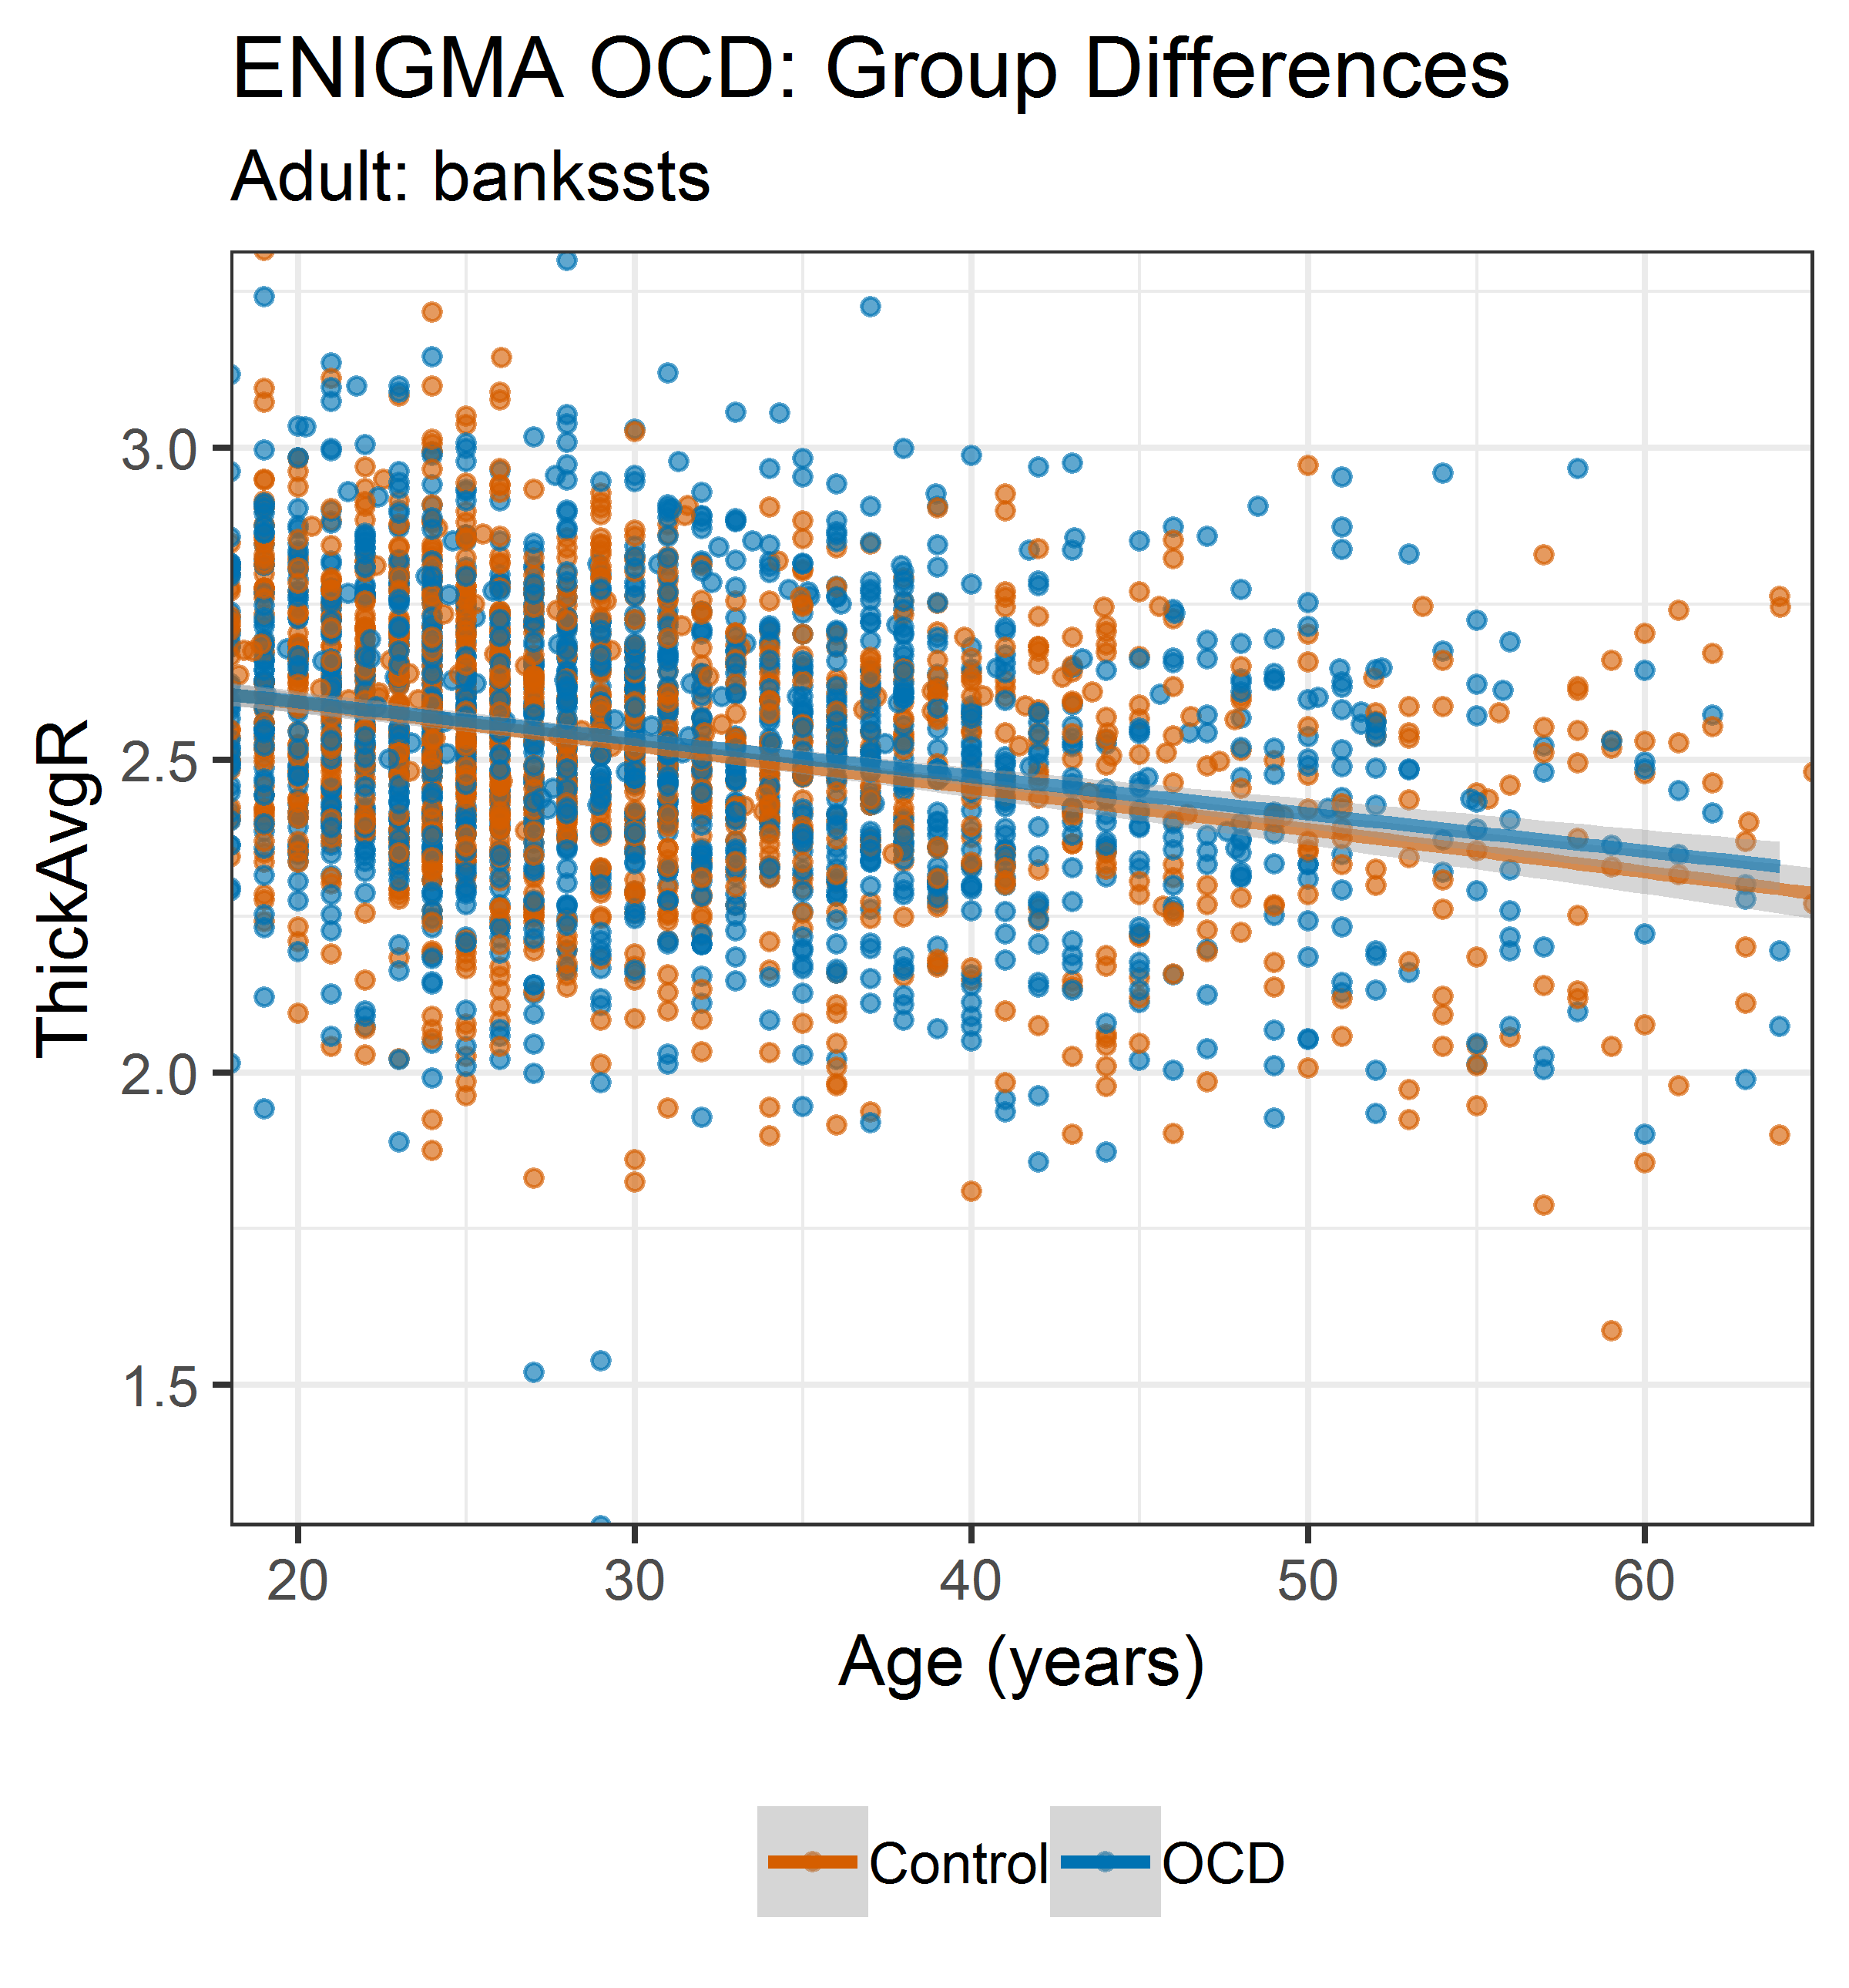 ENIGMA OCD: Group Differences
Adult: bankssts
ThickAvgR
3.0
2.5
2.0
1.5
20 30 40 50 60
Age (years)
Control OCD